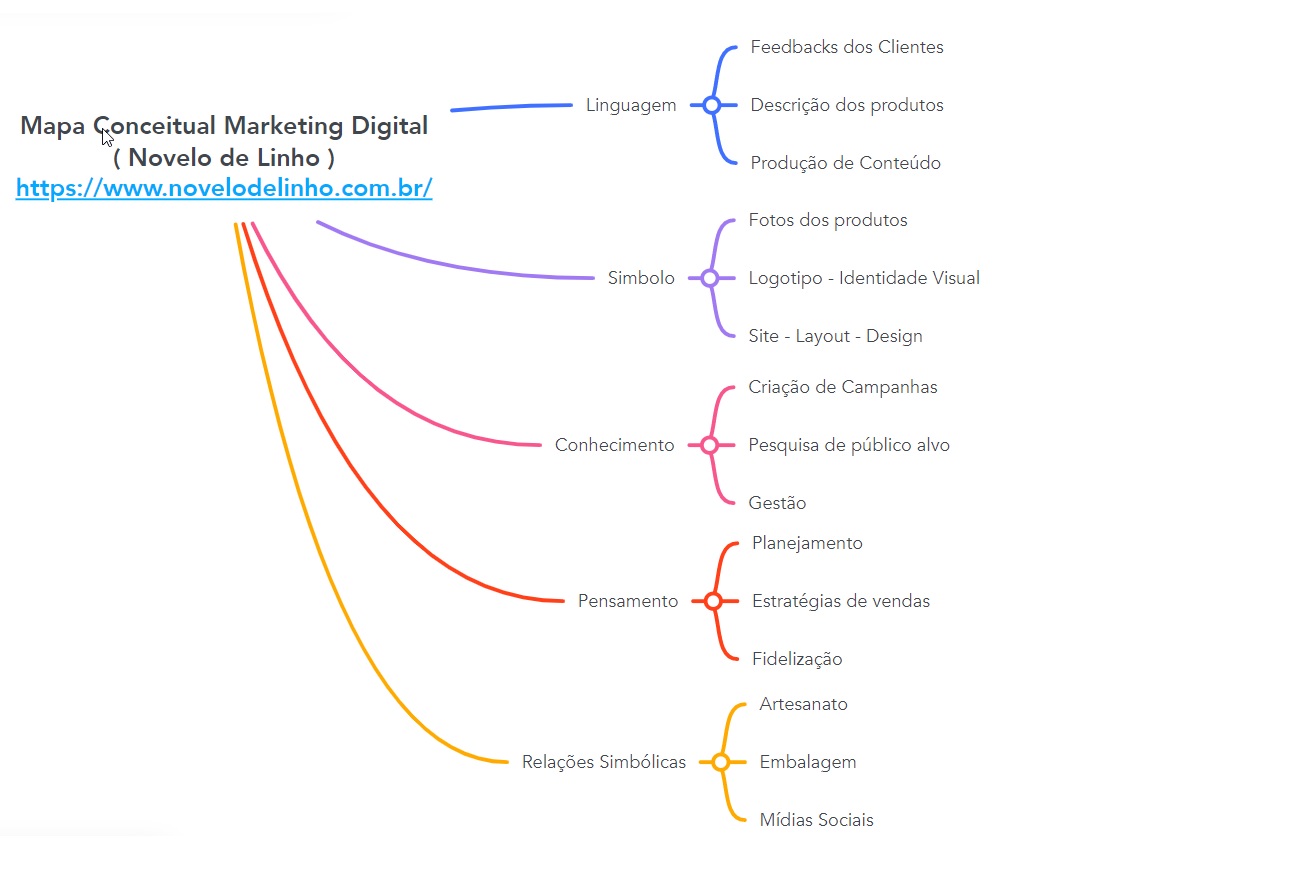 Mapa Conceitual Marketing Digital
( Novelo de Linho )
https://www.novelodelinho.com.br/
Linguagem
Feedbacks dos Clientes
Descrição dos produtos
Produção de Conteúdo
Simbolo
Fotos dos produtos
Logotipo - Identidade Visual
Site - Layout - Design
Conhecimento
Criação de Campanhas
Pesquisa de público alvo
Gestão
Pensamento
Planejamento
Estratégias de vendas
Fidelização
Relações Simbólicas
Artesanato
Embalagem
Mídias Sociais